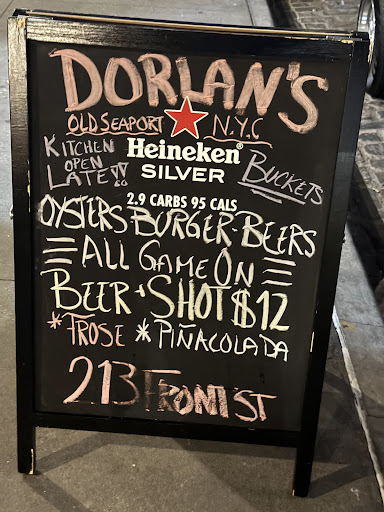 DORLAN'S
OLD SEAPORT N.Y.C
KITCHEN
OPEN
LATE!!
Heineken®
SILVER
BUCKETS
2.9 CARBS 95 CALS
OYSTERS BURGER-BEERS
ALL GAME ON
BEER + SHOT $12
*FROSE *PIÑACOLADA
213 FRONT ST